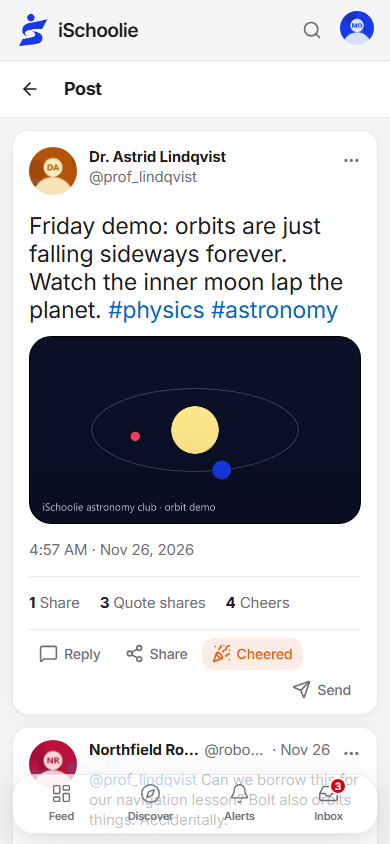 iSchoolie
MO
Post
DA
Dr. Astrid Lindqvist
@prof_lindqvist
Friday demo: orbits are just
falling sideways forever.
Watch the inner moon lap the
planet. #physics #astronomy
iSchoolie astronomy club · orbit demo
4:57 AM · Nov 26, 2026
1 Share 3 Quote shares 4 Cheers
Reply Share Cheered
Send
NR
Northfield Ro... @robo... · Nov 26
@prof_lindqvist Can we borrow this for
our navigation lesson? Bolt also orbits
things. Accidentally.
3
Feed Discover Alerts Inbox